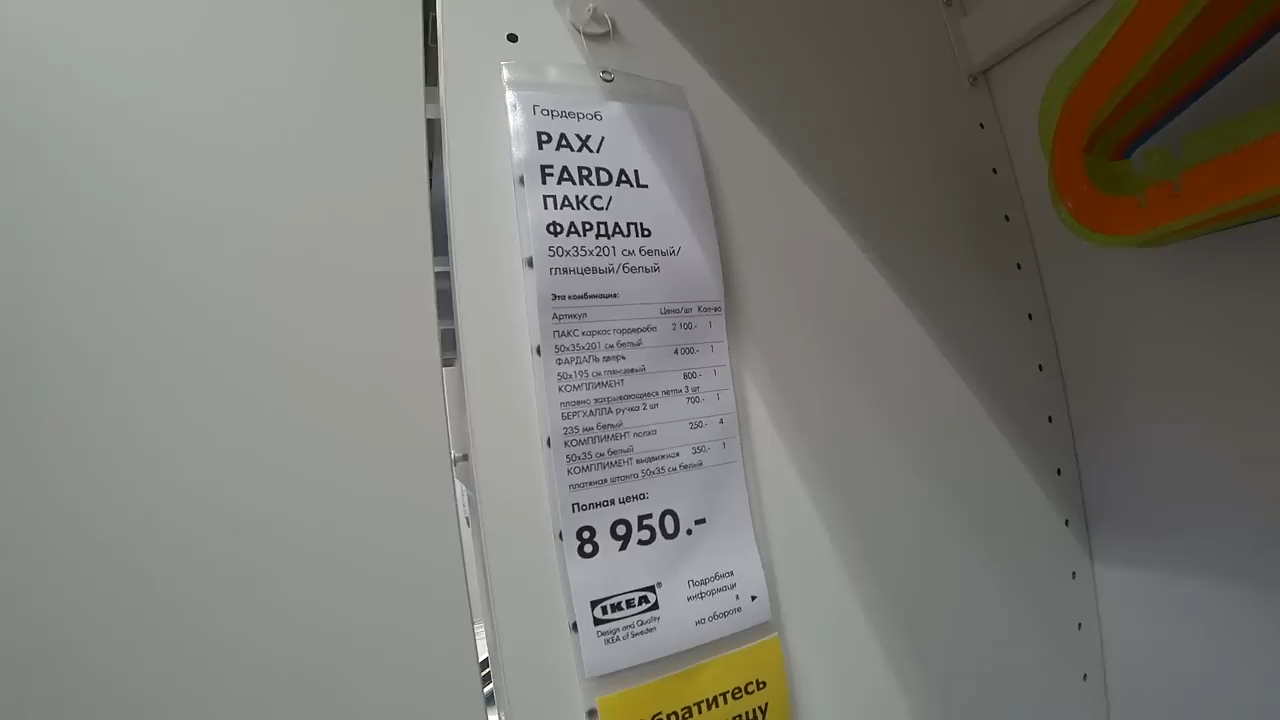 Гардероб
PAX/
FARDAL
ПАКС/
ФАРДАЛЬ
50x35x201 см белый/
глянцевый/белый
Эта комбинация:
Артикул Цена/шт Кол-во
ПАКС каркас гардероба 2 100.- 1
50x35x201 см белый
ФАРДАЛЬ дверь 4 000.- 1
50x195 см глянцевый
КОМПЛИМЕНТ 800.- 1
плавно закрывающиеся петли 3 шт
БЕРГХАЛЛА ручка 2 шт 700.- 1
235 мм белый
КОМПЛИМЕНТ полка 250.- 4
50x35 см белый
КОМПЛИМЕНТ выдвижная 350.- 1
платяная штанга 50x35 см белый
Полная цена:
8 950.-
IKEA®
Design and Quality
IKEA of Sweden
Подробная
информаци
я
на обороте
братитесь
вцу